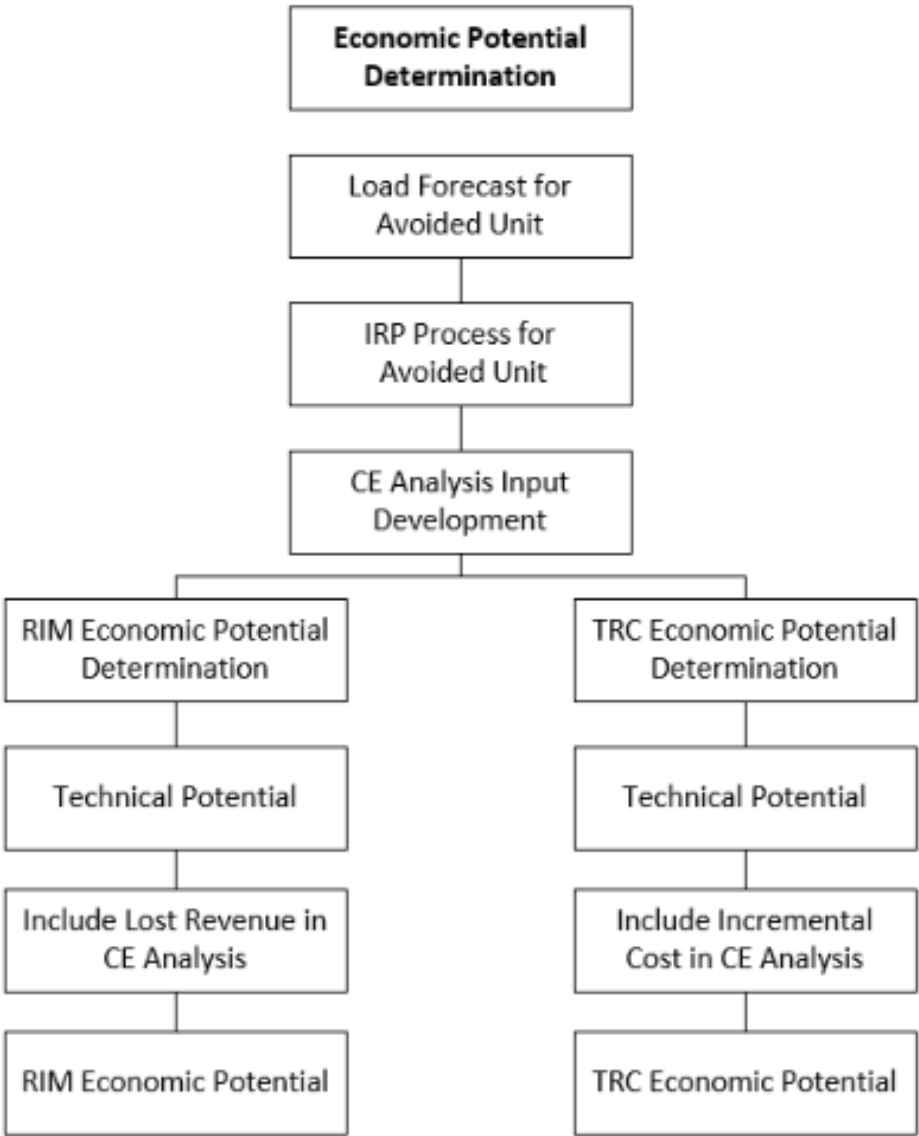 Economic Potential
Determination
Load Forecast for
Avoided Unit
IRP Process for
Avoided Unit
CE Analysis Input
Development
RIM Economic Potential
Determination
TRC Economic Potential
Determination
Technical Potential
Technical Potential
Include Lost Revenue in
CE Analysis
Include Incremental
Cost in CE Analysis
RIM Economic Potential
TRC Economic Potential